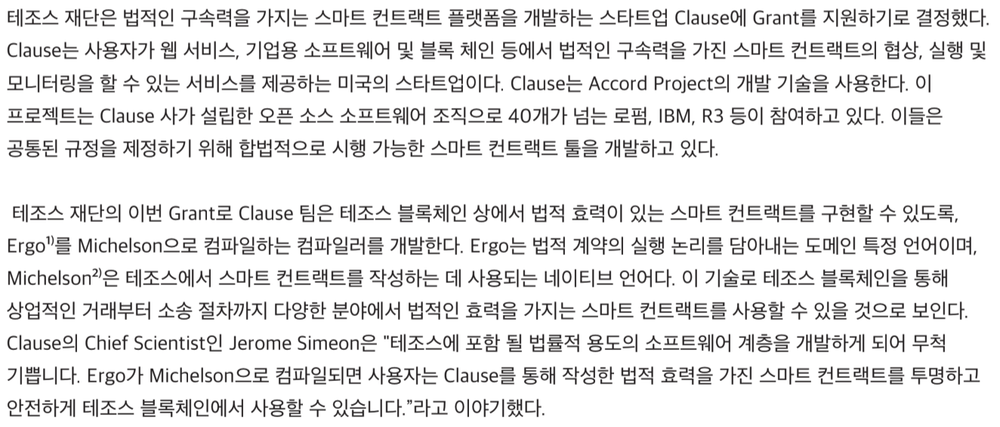 테조스 재단은 법적인 구속력을 가지는 스마트 컨트랙트 플랫폼을 개발하는 스타트업 Clause에 Grant를 지원하기로 결정했다.
Clause는 사용자가 웹 서비스, 기업용 소프트웨어 및 블록 체인 등에서 법적인 구속력을 가진 스마트 컨트랙트의 협상, 실행 및
모니터링을 할 수 있는 서비스를 제공하는 미국의 스타트업이다. Clause는 Accord Project의 개발 기술을 사용한다. 이
프로젝트는 Clause 사가 설립한 오픈 소스 소프트웨어 조직으로 40개가 넘는 로펌, IBM, R3 등이 참여하고 있다. 이들은
공통된 규정을 제정하기 위해 합법적으로 시행 가능한 스마트 컨트랙트 툴을 개발하고 있다.
테조스 재단의 이번 Grant로 Clause 팀은 테조스 블록체인 상에서 법적 효력이 있는 스마트 컨트랙트를 구현할 수 있도록,
Ergo¹⁾를 Michelson으로 컴파일하는 컴파일러를 개발한다. Ergo는 법적 계약의 실행 논리를 담아내는 도메인 특정 언어이며,
Michelson²⁾은 테조스에서 스마트 컨트랙트를 작성하는 데 사용되는 네이티브 언어다. 이 기술로 테조스 블록체인을 통해
상업적인 거래부터 소송 절차까지 다양한 분야에서 법적인 효력을 가지는 스마트 컨트랙트를 사용할 수 있을 것으로 보인다.
Clause의 Chief Scientist인 Jerome Simeon은 "테조스에 포함 될 법률적 용도의 소프트웨어 계층을 개발하게 되어 무척
기쁩니다. Ergo가 Michelson으로 컴파일되면 사용자는 Clause를 통해 작성한 법적 효력을 가진 스마트 컨트랙트를 투명하고
안전하게 테조스 블록체인에서 사용할 수 있습니다.”라고 이야기했다.